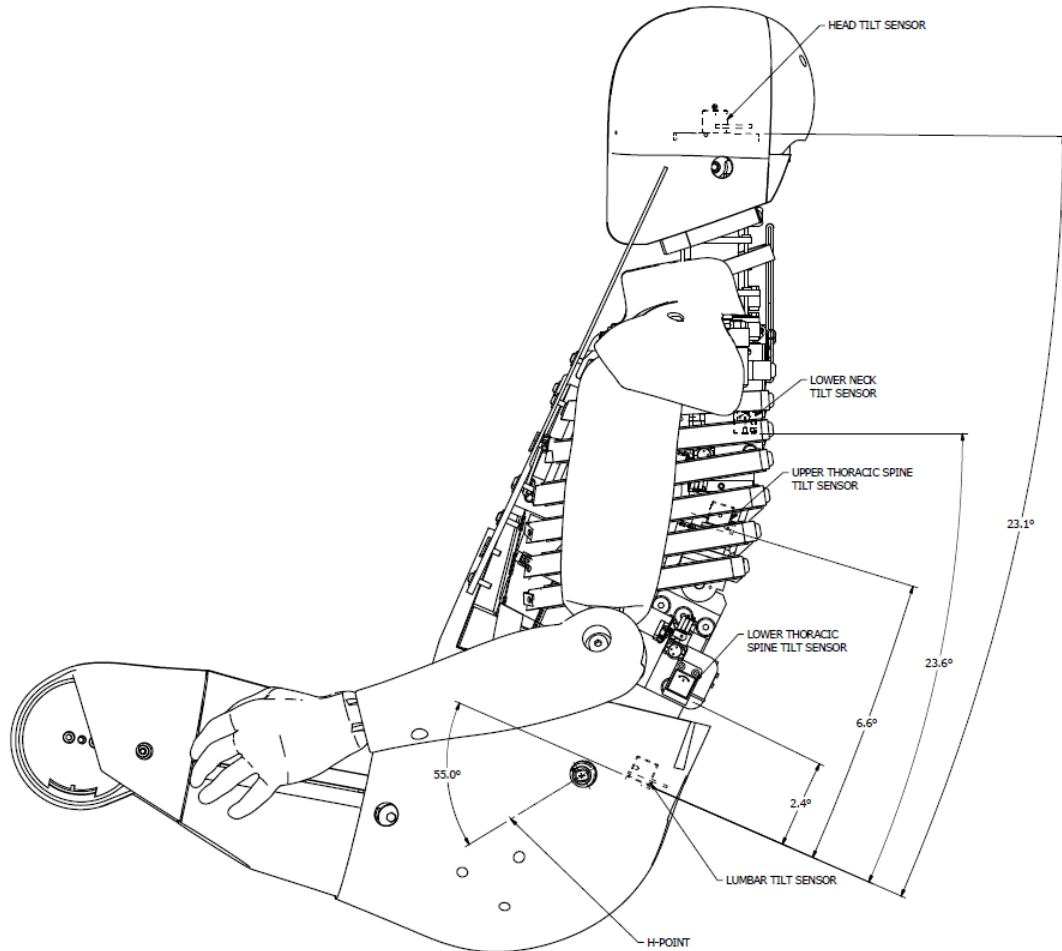 HEAD TILT SENSOR
LOWER NECK
TILT SENSOR
UPPER THORACIC SPINE
TILT SENSOR
23.1°
LOWER THORACIC
SPINE TILT SENSOR
23.6°
6.6°
55.0°
2.4°
LUMBAR TILT SENSOR
H-POINT